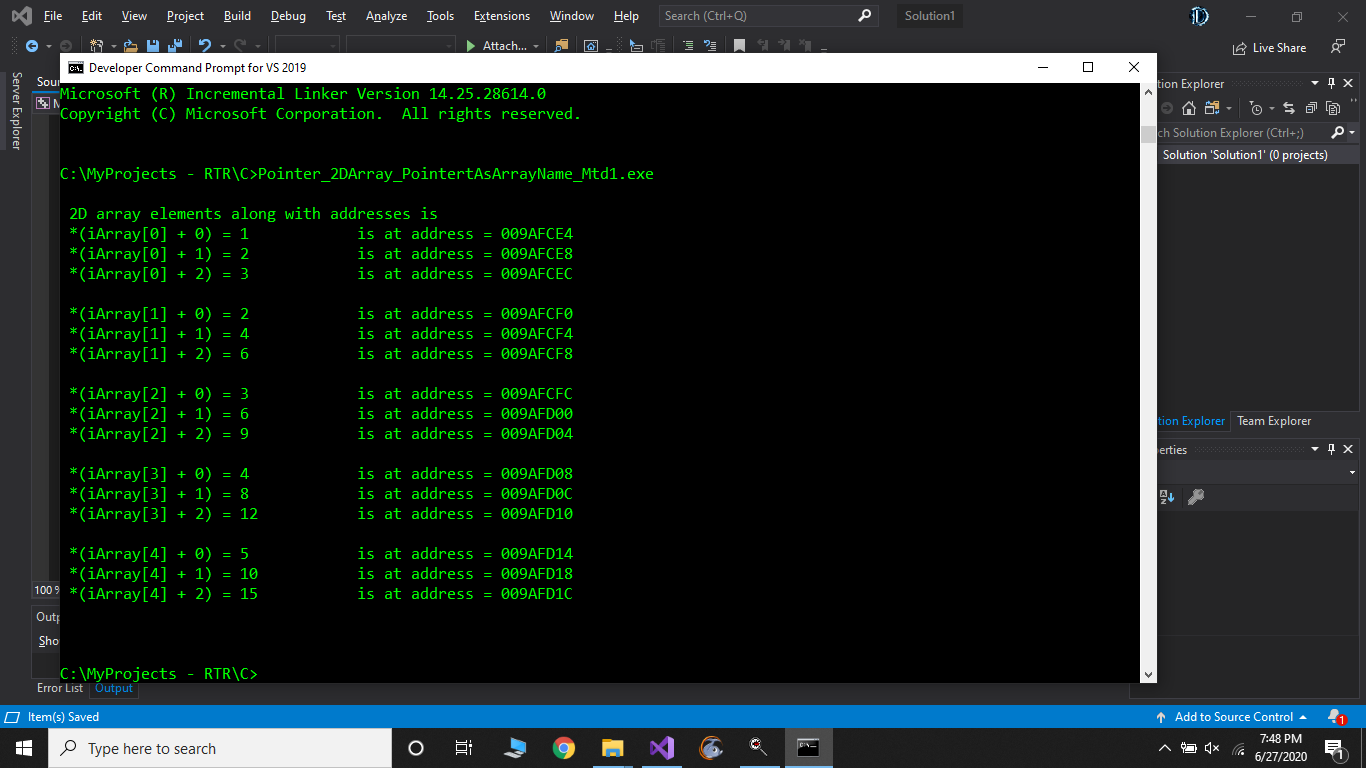 File Edit View Project Build Debug Test Analyze Tools Extensions Window Help Search (Ctrl+Q) Solution1
Attach... Live Share
Developer Command Prompt for VS 2019
Server Explorer
Microsoft (R) Incremental Linker Version 14.25.28614.0
Copyright (C) Microsoft Corporation.  All rights reserved.
C:\MyProjects - RTR\C>Pointer_2DArray_PointertAsArrayName_Mtd1.exe
2D array elements along with addresses is
*(iArray[0] + 0) = 1 is at address = 009AFCE4
*(iArray[0] + 1) = 2 is at address = 009AFCE8
*(iArray[0] + 2) = 3 is at address = 009AFCEC
*(iArray[1] + 0) = 2 is at address = 009AFCF0
*(iArray[1] + 1) = 4 is at address = 009AFCF4
*(iArray[1] + 2) = 6 is at address = 009AFCF8
*(iArray[2] + 0) = 3 is at address = 009AFCFC
*(iArray[2] + 1) = 6 is at address = 009AFD00
*(iArray[2] + 2) = 9 is at address = 009AFD04
*(iArray[3] + 0) = 4 is at address = 009AFD08
*(iArray[3] + 1) = 8 is at address = 009AFD0C
*(iArray[3] + 2) = 12 is at address = 009AFD10
*(iArray[4] + 0) = 5 is at address = 009AFD14
*(iArray[4] + 1) = 10 is at address = 009AFD18
*(iArray[4] + 2) = 15 is at address = 009AFD1C
C:\MyProjects - RTR\C>
Sou
100 %
Outp
Sho
Error List Output
tion Explorer
ch Solution Explorer (Ctrl+;)
Solution 'Solution1' (0 projects)
tion Explorer Team Explorer
erties
Item(s) Saved Add to Source Control 1
Type here to search
7:48 PM
6/27/2020
1